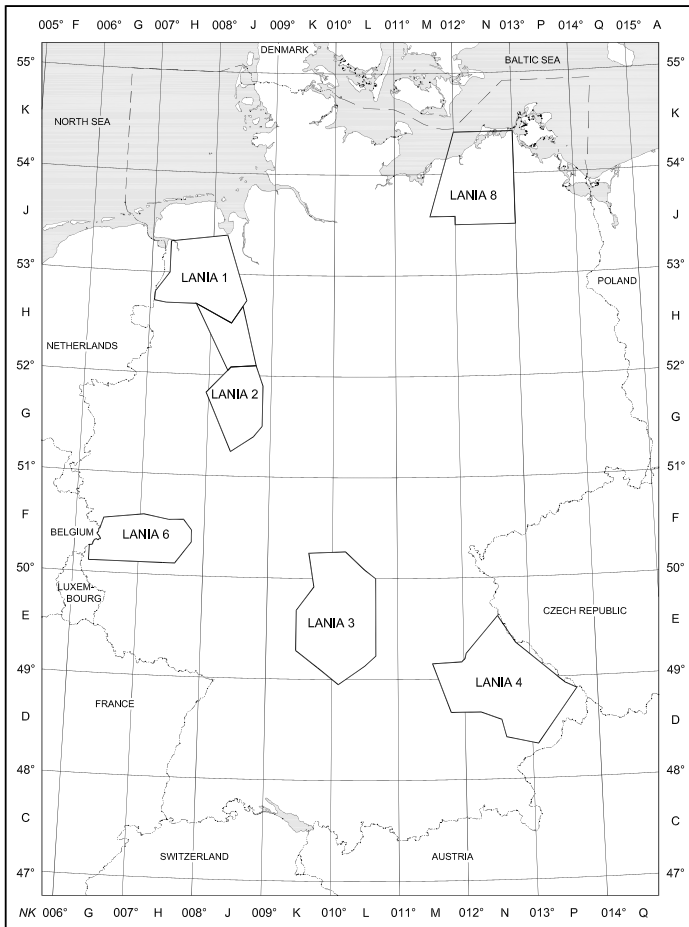 005° F 006° G 007° H 008° J 009° K 010° L 011° M 012° N 013° P 014° Q 015° A
DENMARK
BALTIC SEA
55° 55°
K K
NORTH SEA
54° 54°
LANIA 8
J J
53° 53°
LANIA 1
POLAND
H H
NETHERLANDS
52° 52°
LANIA 2
G G
51° 51°
F F
BELGIUM
LANIA 6
50° 50°
LUXEM-
BOURG
CZECH REPUBLIC
E E
LANIA 3
49° 49°
LANIA 4
FRANCE
D D
48° 48°
C C
SWITZERLAND
AUSTRIA
47° 47°
NK 006° G 007° H 008° J 009° K 010° L 011° M 012° N 013° P 014° Q